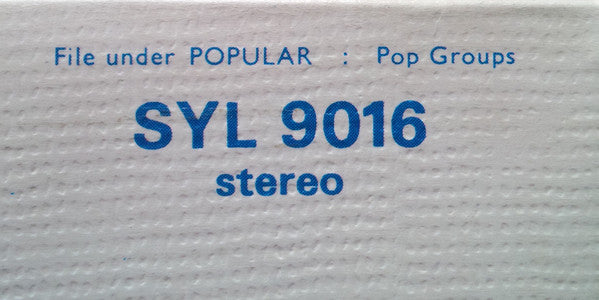 File under POPULAR : Pop Groups
SYL 9016
stereo